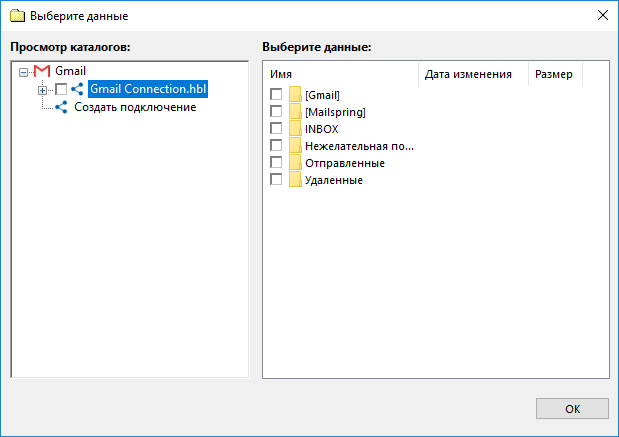 Выберите данные
Просмотр каталогов:
Выберите данные:
Gmail
Gmail Connection.hbl
Создать подключение
Имя Дата изменения Размер
[Gmail]
[Mailspring]
INBOX
Нежелательная по...
Отправленные
Удаленные
OK